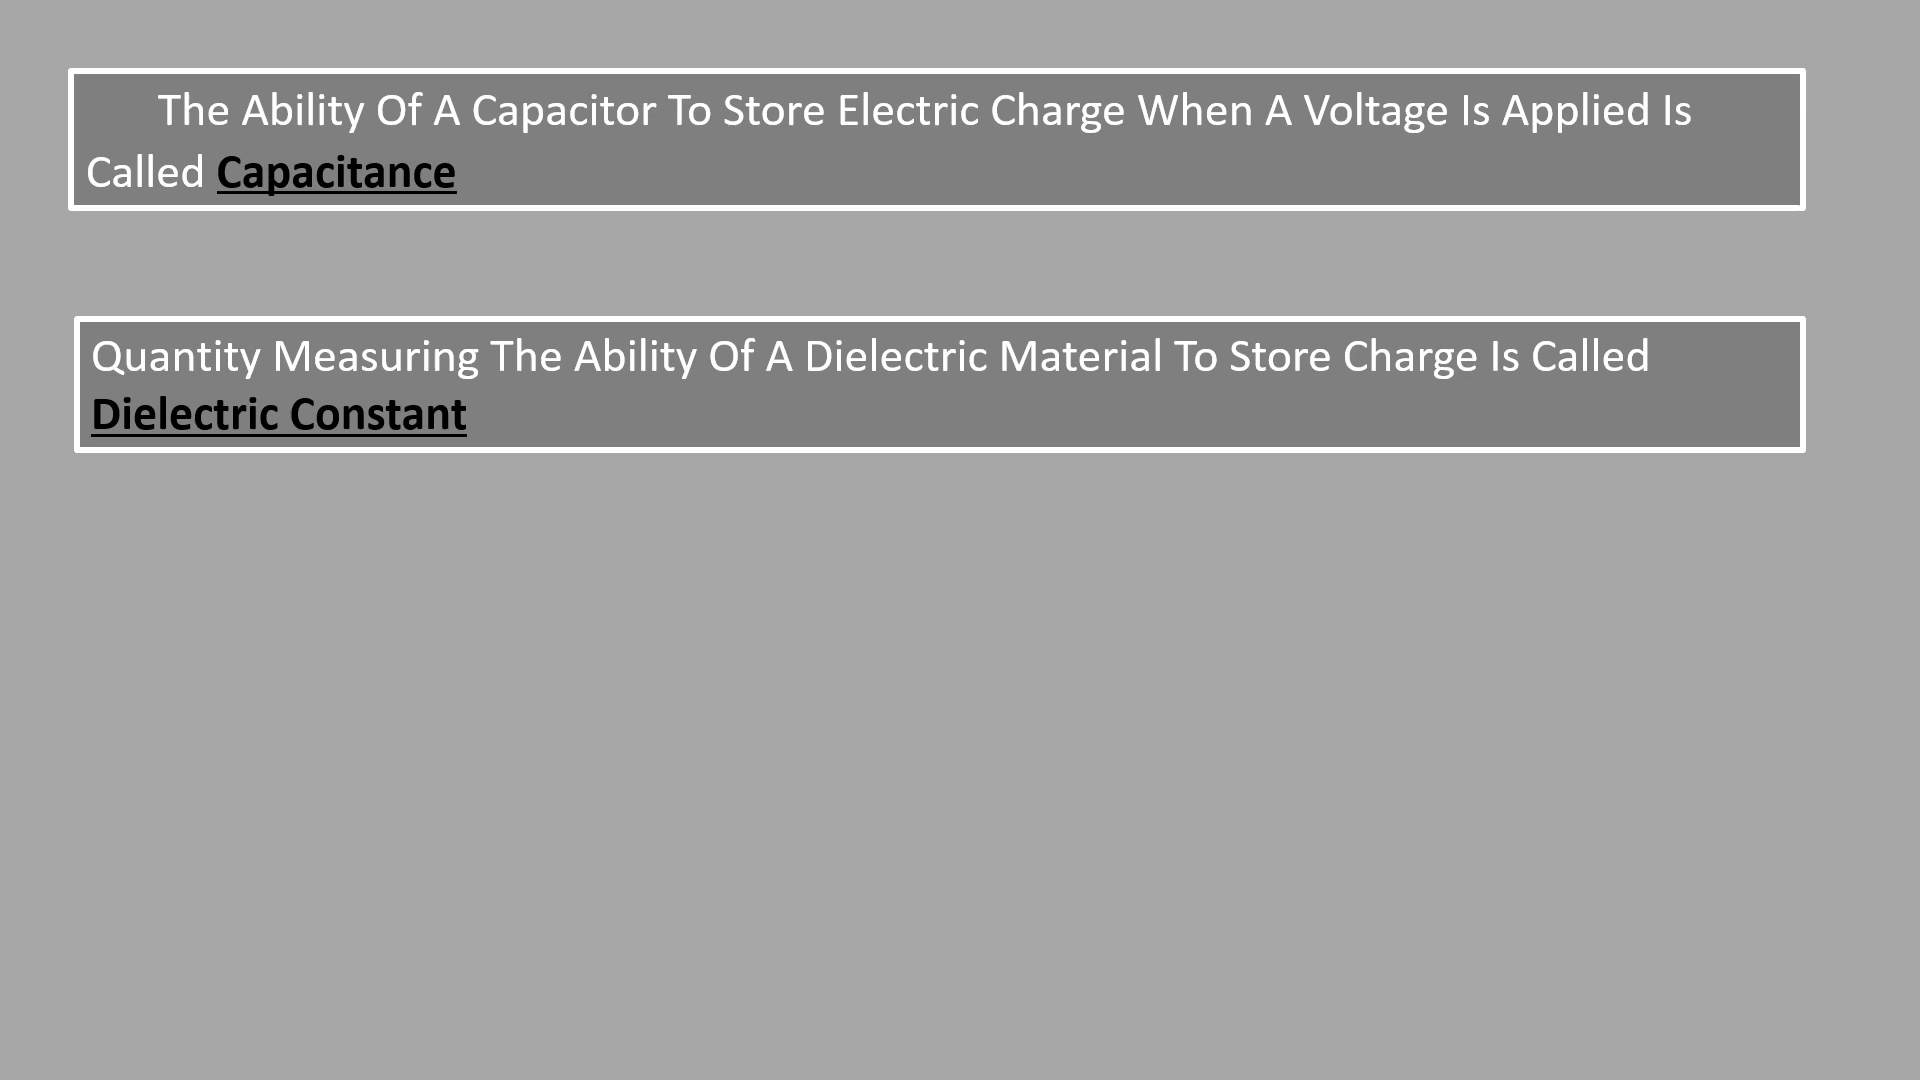 The Ability Of A Capacitor To Store Electric Charge When A Voltage Is Applied Is
Called Capacitance
Quantity Measuring The Ability Of A Dielectric Material To Store Charge Is Called
Dielectric Constant